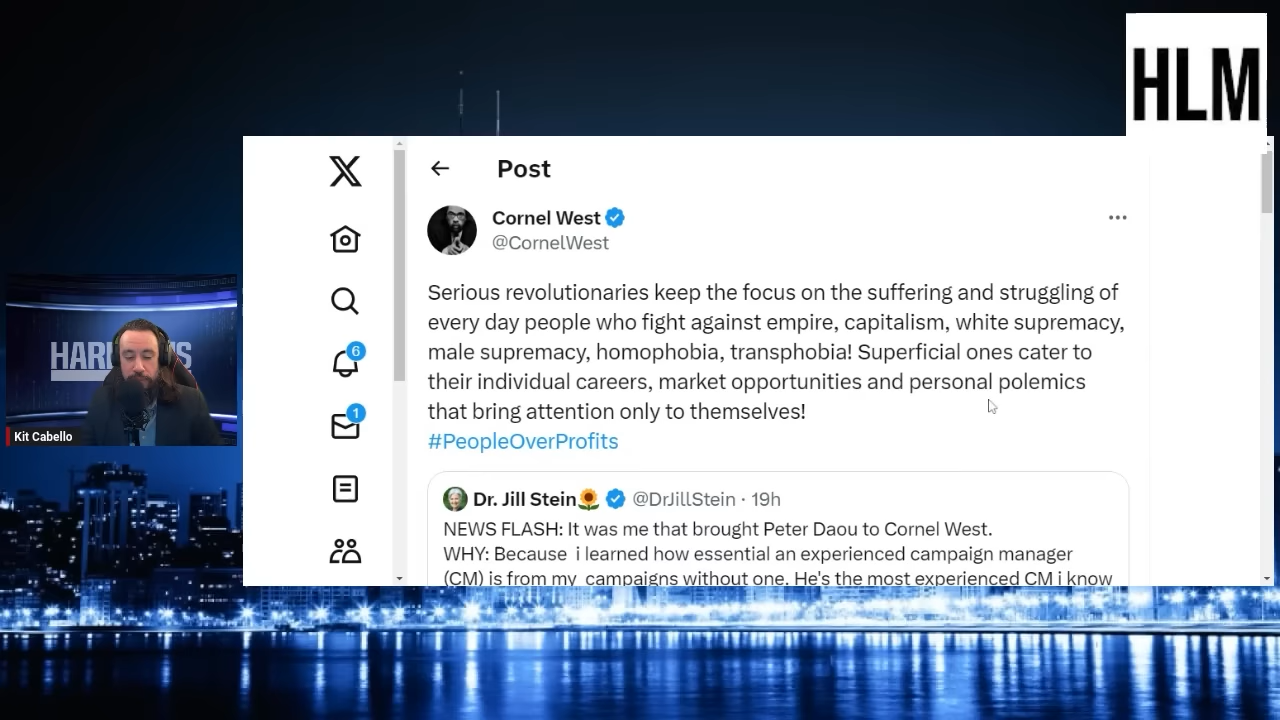 HLM
Post
Cornel West
@CornelWest
Serious revolutionaries keep the focus on the suffering and struggling of
every day people who fight against empire, capitalism, white supremacy,
male supremacy, homophobia, transphobia! Superficial ones cater to
their individual careers, market opportunities and personal polemics
that bring attention only to themselves!
#PeopleOverProfits
Dr. Jill Stein🌻 @DrJillStein · 19h
NEWS FLASH: It was me that brought Peter Daou to Cornel West.
WHY: Because i learned how essential an experienced campaign manager
(CM) is from my campaigns without one. He's the most experienced CM i know
6
1
Kit Cabello